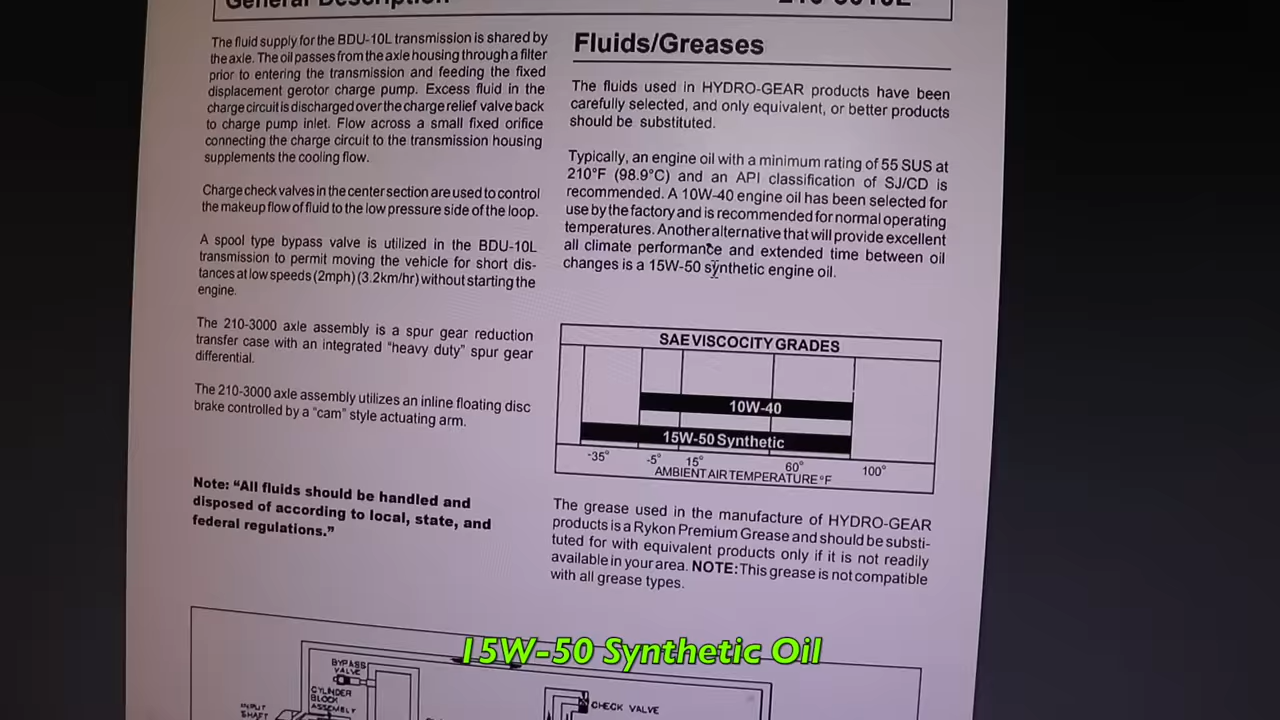 General Description
The fluid supply for the BDU-10L transmission is shared by
the axle. The oil passes from the axle housing through a filter
prior to entering the transmission and feeding the fixed
displacement gerotor charge pump. Excess fluid in the
charge circuit is discharged over the charge relief valve back
to charge pump inlet. Flow across a small fixed orifice
connecting the charge circuit to the transmission housing
supplements the cooling flow.
Charge check valves in the center section are used to control
the makeup flow of fluid to the low pressure side of the loop.
A spool type bypass valve is utilized in the BDU-10L
transmission to permit moving the vehicle for short dis-
tances at low speeds (2mph) (3.2km/hr) without starting the
engine.
The 210-3000 axle assembly is a spur gear reduction
transfer case with an integrated "heavy duty" spur gear
differential.
The 210-3000 axle assembly utilizes an inline floating disc
brake controlled by a "cam" style actuating arm.
Note: "All fluids should be handled and
disposed of according to local, state, and
federal regulations."
Fluids/Greases
The fluids used in HYDRO-GEAR products have been
carefully selected, and only equivalent, or better products
should be substituted.
Typically, an engine oil with a minimum rating of 55 SUS at
210°F (98.9°C) and an API classification of SJ/CD is
recommended. A 10W-40 engine oil has been selected for
use by the factory and is recommended for normal operating
temperatures. Another alternative that will provide excellent
all climate performance and extended time between oil
changes is a 15W-50 synthetic engine oil.
SAE VISCOCITY GRADES
10W-40
15W-50 Synthetic
-35° -5° 15° 60° 100°
AMBIENT AIR TEMPERATURE °F
The grease used in the manufacture of HYDRO-GEAR
products is a Rykon Premium Grease and should be substi-
tuted for with equivalent products only if it is not readily
available in your area. NOTE: This grease is not compatible
with all grease types.
15W-50 Synthetic Oil
BYPASS
VALVE
CYLINDER
BLOCK
ASSEMBLY
INPUT
SHAFT
CHECK VALVE